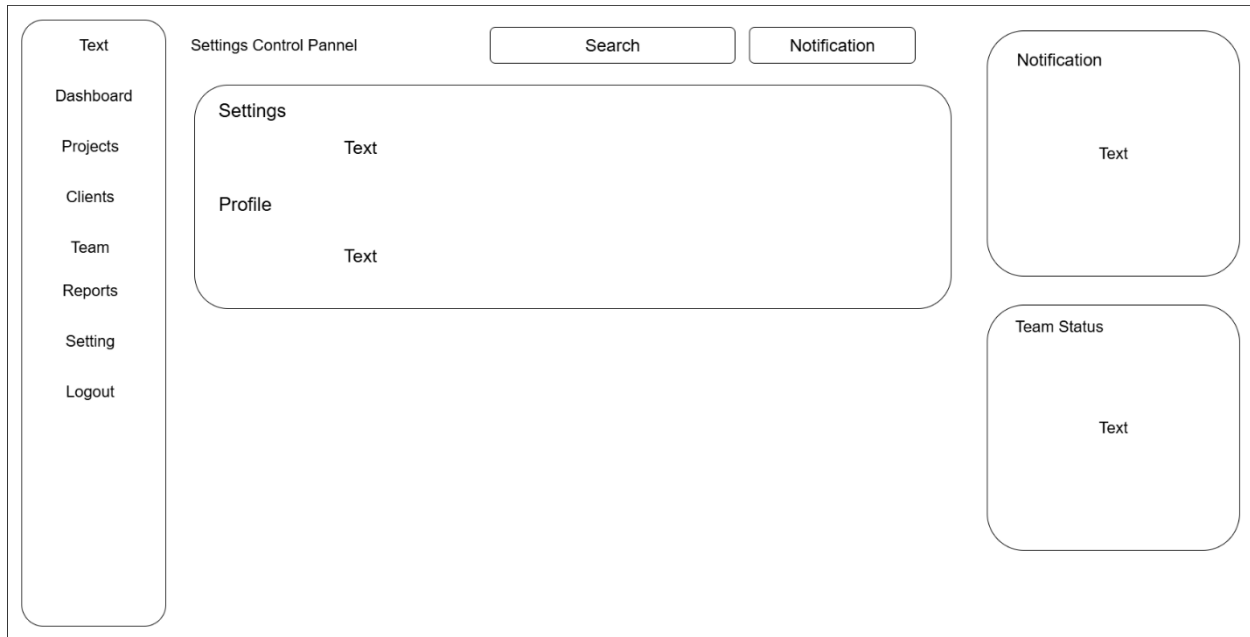 Text
Dashboard
Projects
Clients
Team
Reports
Setting
Logout
Settings Control Pannel
Search
Notification
Settings
Text
Profile
Text
Notification
Text
Team Status
Text